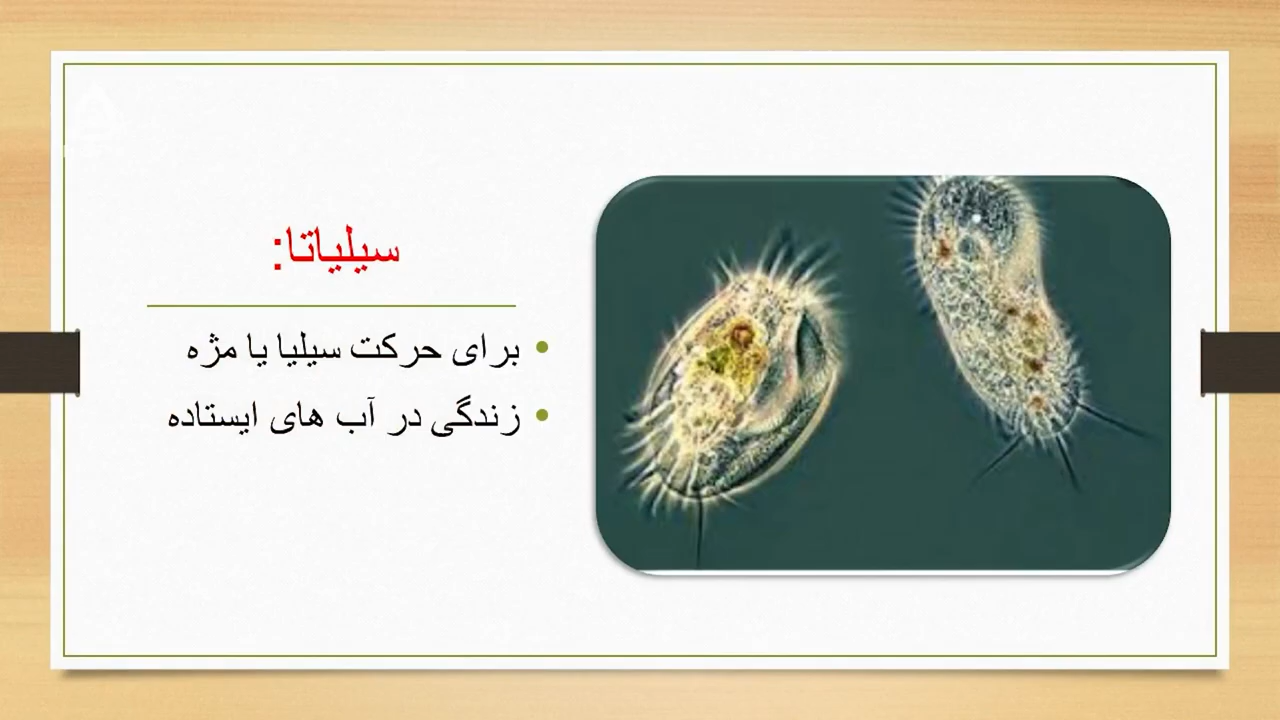 سیلیاتا:
برای حرکت سیلیا یا مژه
زندگی در آب های ایستاده